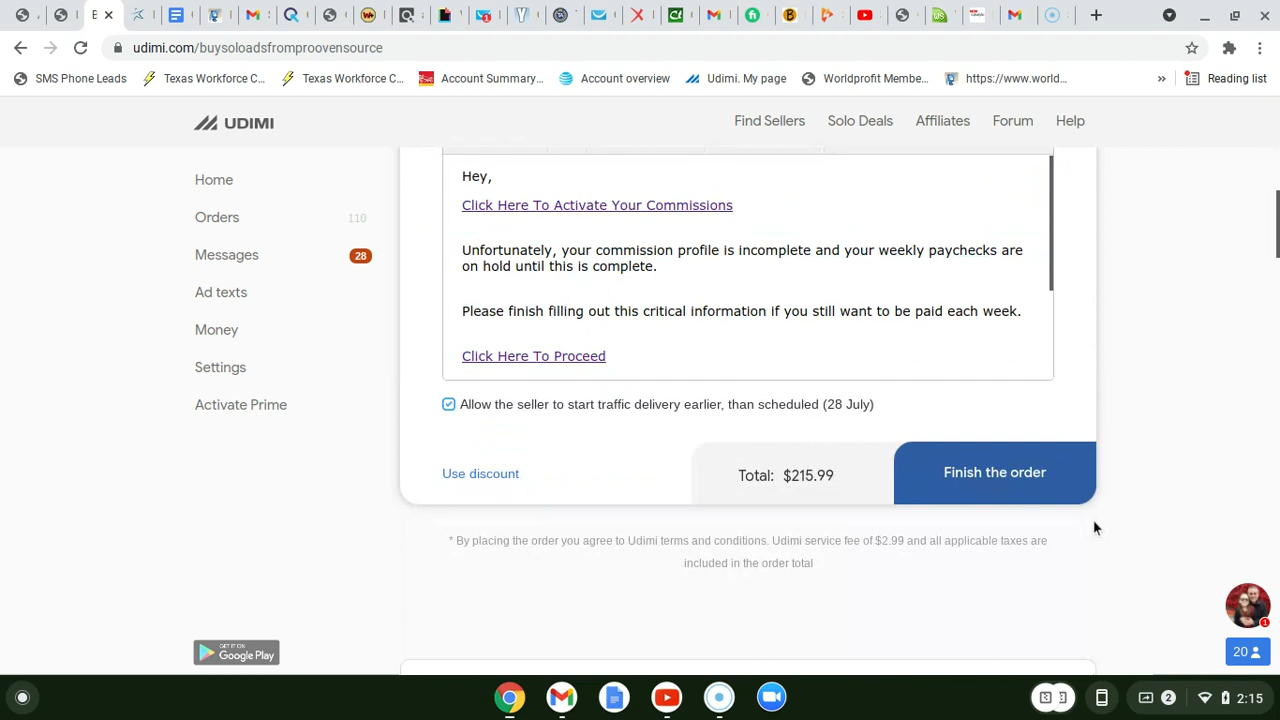 udimi.com/buysoloadsfromproovensource
SMS Phone Leads
Texas Workforce C...
Texas Workforce C...
Account Summary...
Account overview
Udimi. My page
Worldprofit Membe...
https://www.world...
»
Reading list
UDIMI
Find Sellers
Solo Deals
Affiliates
Forum
Help
Home
Orders 110
Messages 28
Ad texts
Money
Settings
Activate Prime
Hey,
Click Here To Activate Your Commissions
Unfortunately, your commission profile is incomplete and your weekly paychecks are
on hold until this is complete.
Please finish filling out this critical information if you still want to be paid each week.
Click Here To Proceed
Allow the seller to start traffic delivery earlier, than scheduled (28 July)
Use discount
Total: $215.99
Finish the order
* By placing the order you agree to Udimi terms and conditions. Udimi service fee of $2.99 and all applicable taxes are
included in the order total
GET IT ON
Google Play
1
20
2
2:15